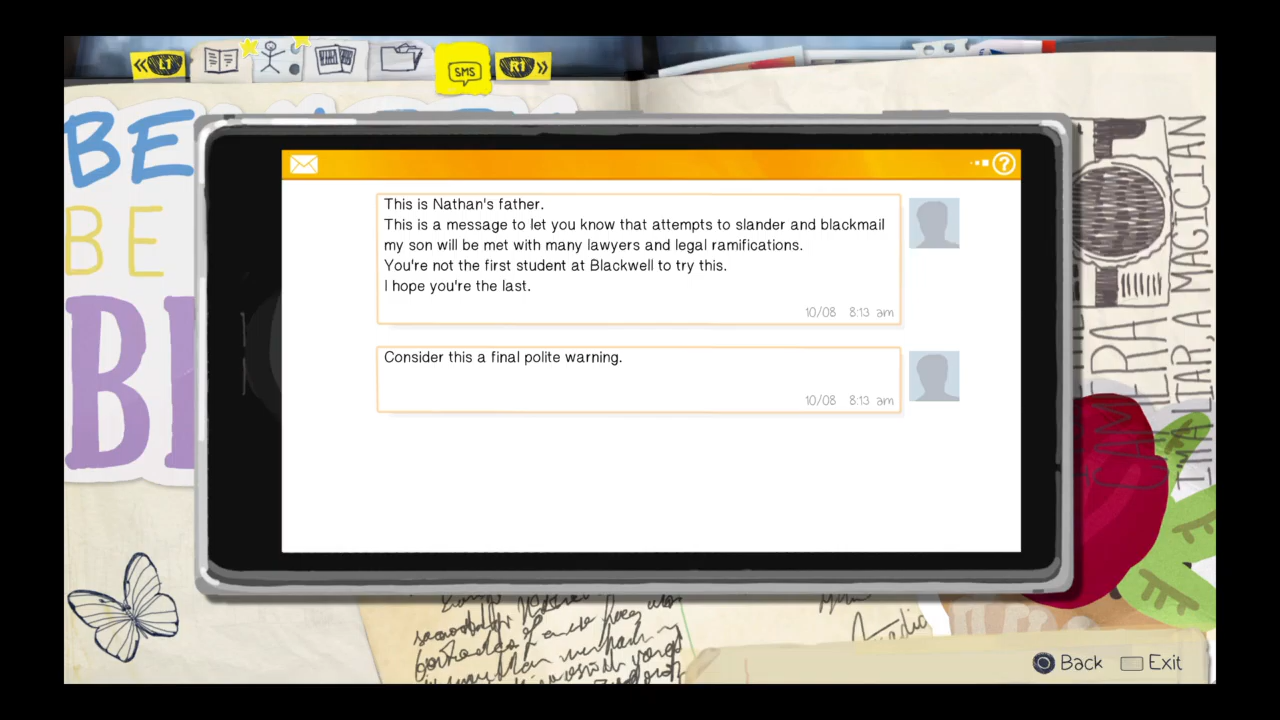 LT
SMS
R1
BE
BE
This is Nathan's father.
This is a message to let you know that attempts to slander and blackmail
my son will be met with many lawyers and legal ramifications.
You're not the first student at Blackwell to try this.
I hope you're the last.
10/08 8:13 am
Consider this a final polite warning.
10/08 8:13 am
?
CAMERA
LIAR, A MAGICIAN
Back
Exit